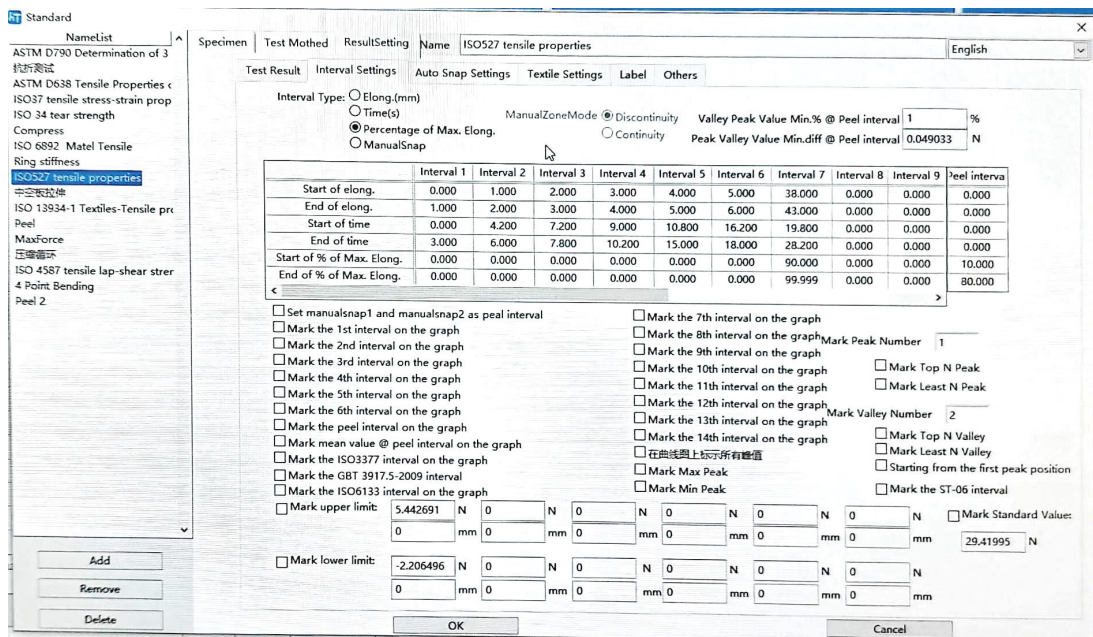 hT Standard
NameList
ASTM D790 Determination of 3
抗折测试
ASTM D638 Tensile Properties c
ISO37 tensile stress-strain prop
ISO 34 tear strength
Compress
ISO 6892 Matel Tensile
Ring stiffness
ISO527 tensile properties
中空板拉伸
ISO 13934-1 Textiles-Tensile pre
Peel
MaxForce
压缩循环
ISO 4587 tensile lap-shear strer
4 Point Bending
Peel 2
Add
Remove
Delete
Specimen Test Mothed ResultSetting Name ISO527 tensile properties English
Test Result Interval Settings Auto Snap Settings Textile Settings Label Others
Interval Type: Elong.(mm)
Time(s)
Percentage of Max. Elong.
ManualSnap
ManualZoneMode Discontinuity
Continuity
Valley Peak Value Min.% @ Peel interval 1 %
Peak Valley Value Min.diff @ Peel interval 0.049033 N
Interval 1 Interval 2 Interval 3 Interval 4 Interval 5 Interval 6 Interval 7 Interval 8 Interval 9 Peel interva
Start of elong. 0.000 1.000 2.000 3.000 4.000 5.000 38.000 0.000 0.000 0.000
End of elong. 1.000 2.000 3.000 4.000 5.000 6.000 43.000 0.000 0.000 0.000
Start of time 0.000 4.200 7.200 9.000 10.800 16.200 19.800 0.000 0.000 0.000
End of time 3.000 6.000 7.800 10.200 15.000 18.000 28.200 0.000 0.000 0.000
Start of % of Max. Elong. 0.000 0.000 0.000 0.000 0.000 0.000 90.000 0.000 0.000 10.000
End of % of Max. Elong. 0.000 0.000 0.000 0.000 0.000 0.000 99.999 0.000 0.000 80.000
Set manualsnap1 and manualsnap2 as peal interval
Mark the 1st interval on the graph
Mark the 2nd interval on the graph
Mark the 3rd interval on the graph
Mark the 4th interval on the graph
Mark the 5th interval on the graph
Mark the 6th interval on the graph
Mark the peel interval on the graph
Mark mean value @ peel interval on the graph
Mark the ISO3377 interval on the graph
Mark the GBT 3917.5-2009 interval
Mark the ISO6133 interval on the graph
Mark the 7th interval on the graph
Mark the 8th interval on the graph
Mark the 9th interval on the graph
Mark the 10th interval on the graph
Mark the 11th interval on the graph
Mark the 12th interval on the graph
Mark the 13th interval on the graph
Mark the 14th interval on the graph
在曲线图上标示所有峰值
Mark Max Peak
Mark Min Peak
Mark Peak Number 1
Mark Top N Peak
Mark Least N Peak
Mark Valley Number 2
Mark Top N Valley
Mark Least N Valley
Starting from the first peak position
Mark the ST-06 interval
Mark upper limit: 5.442691 N 0 N 0 N 0 N 0 N 0 N
0 mm 0 mm 0 mm 0 mm 0 mm 0 mm
Mark Standard Value:
29.41995 N
Mark lower limit: -2.206496 N 0 N 0 N 0 N 0 N 0 N
0 mm 0 mm 0 mm 0 mm 0 mm 0 mm
OK Cancel